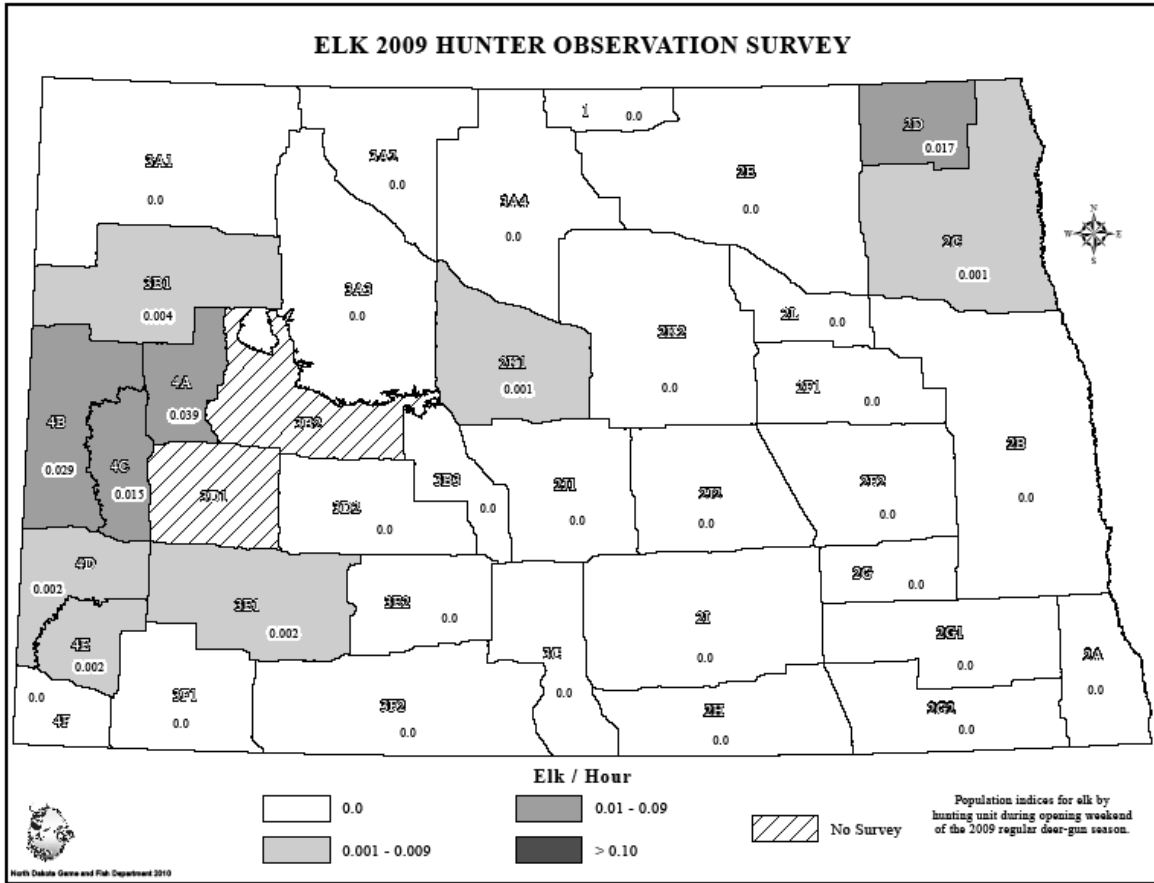 ELK 2009 HUNTER OBSERVATION SURVEY
1
0.0
2D
0.017
3A2
0.0
3A1
0.0
2E
0.0
3A4
0.0
2C
0.001
N
W
E
S
3B1
0.004
3A3
0.0
2L
0.0
2K2
0.0
2K1
0.001
4A
0.039
2F1
0.0
4B
0.029
3B2
2B
0.0
4C
0.015
3D1
3D2
0.0
3B3
0.0
2J1
0.0
2J2
0.0
2F2
0.0
4D
0.002
2G
0.0
3E1
0.002
3E2
0.0
2I
0.0
2G1
0.0
4E
0.002
3C
0.0
2A
0.0
0.0
4F
3F1
0.0
3F2
0.0
2H
0.0
2G2
0.0
Elk / Hour
0.0
0.01 - 0.09
0.001 - 0.009
> 0.10
No Survey
Population indices for elk by
hunting unit during opening weekend
of the 2009 regular deer-gun season.
North Dakota Game and Fish Department 2010